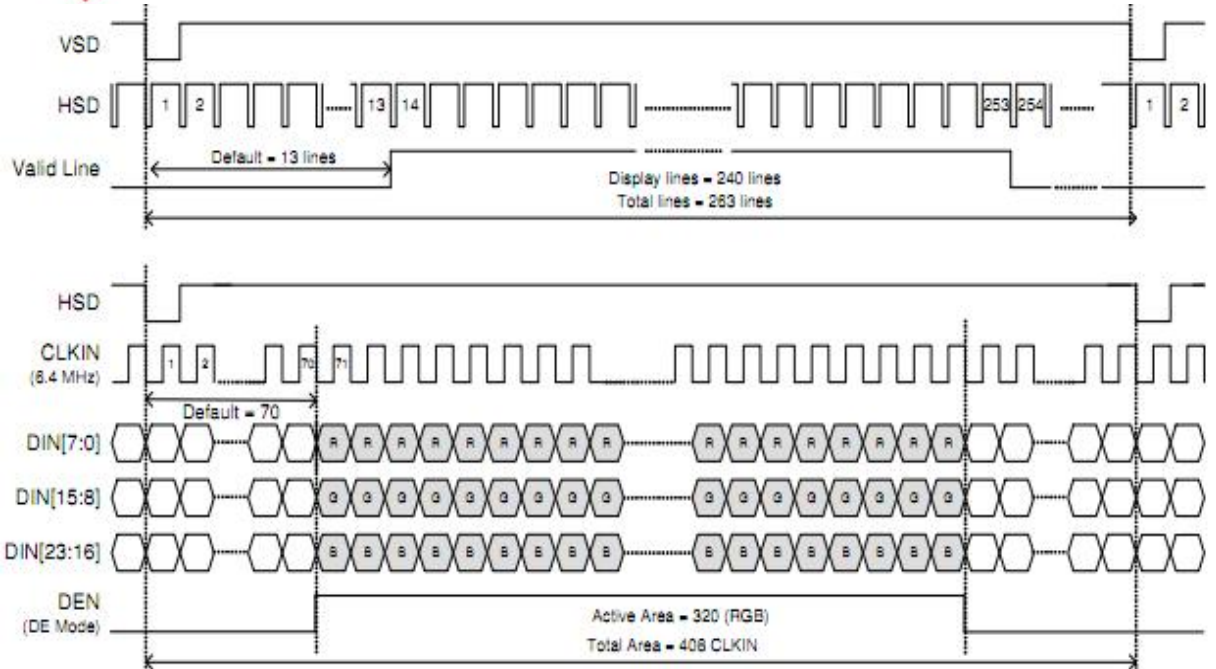 VSD
HSD 1 2 13 14 253 254 1 2
Valid Line
Default = 13 lines
Display lines = 240 lines
Total lines = 263 lines
HSD
CLKIN 1 2 70 71
(6.4 MHz)
Default = 70
DIN[7:0] R R R R R R R R R R R R R R R R R
DIN[15:8] G G G G G G G G G G G G G G G G G
DIN[23:16] B B B B B B B B B B B B B B B B B
DEN
(DE Mode)
Active Area = 320 (RGB)
Total Area = 408 CLKIN